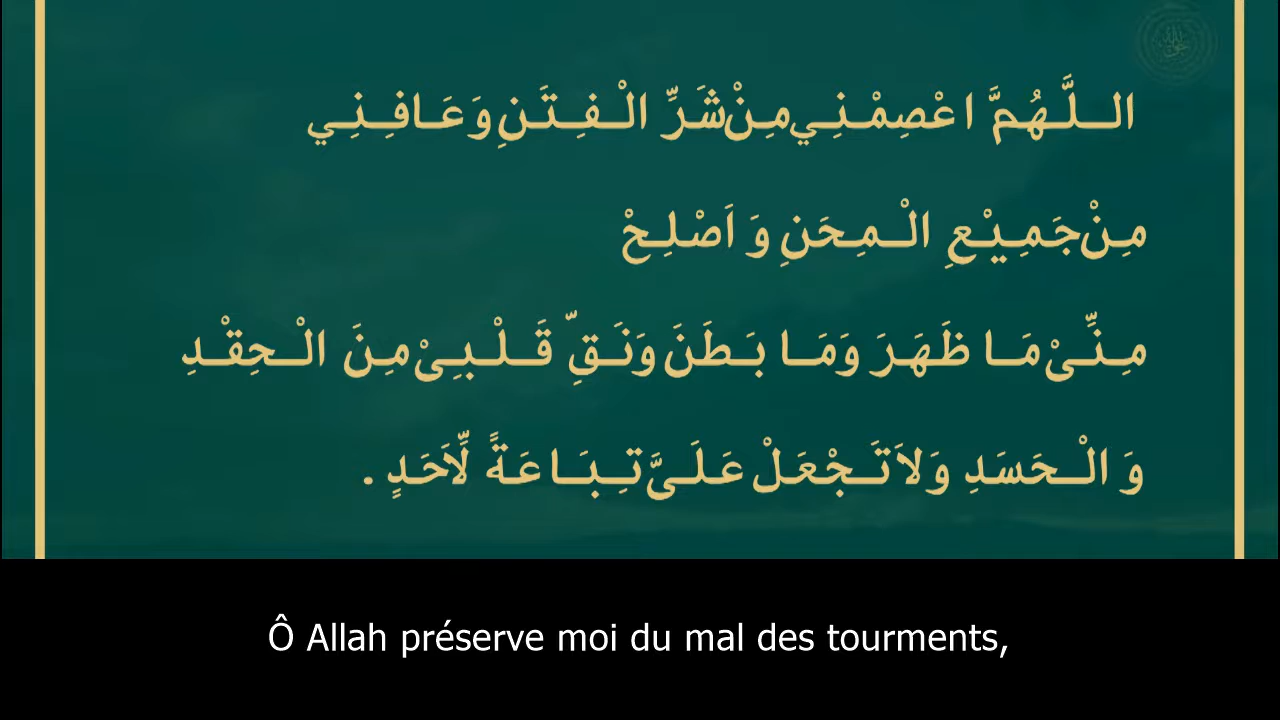 اللَّهُمَّ اعْصِمْنِي مِنْ شَرِّ الْفِتَنِ وَعَافِنِي
مِنْ جَمِيْعِ الْمِحَنِ وَ اَصْلِحْ
مِنِّىْ مَا ظَهَرَ وَمَا بَطَنَ وَنَقِّ قَلْبِىْ مِنَ الْحِقْدِ
وَ الْحَسَدِ وَلاَ تَجْعَلْ عَلَىَّ تِبَاعَةً لِّاَحَدٍ .
Ô Allah préserve moi du mal des tourments,